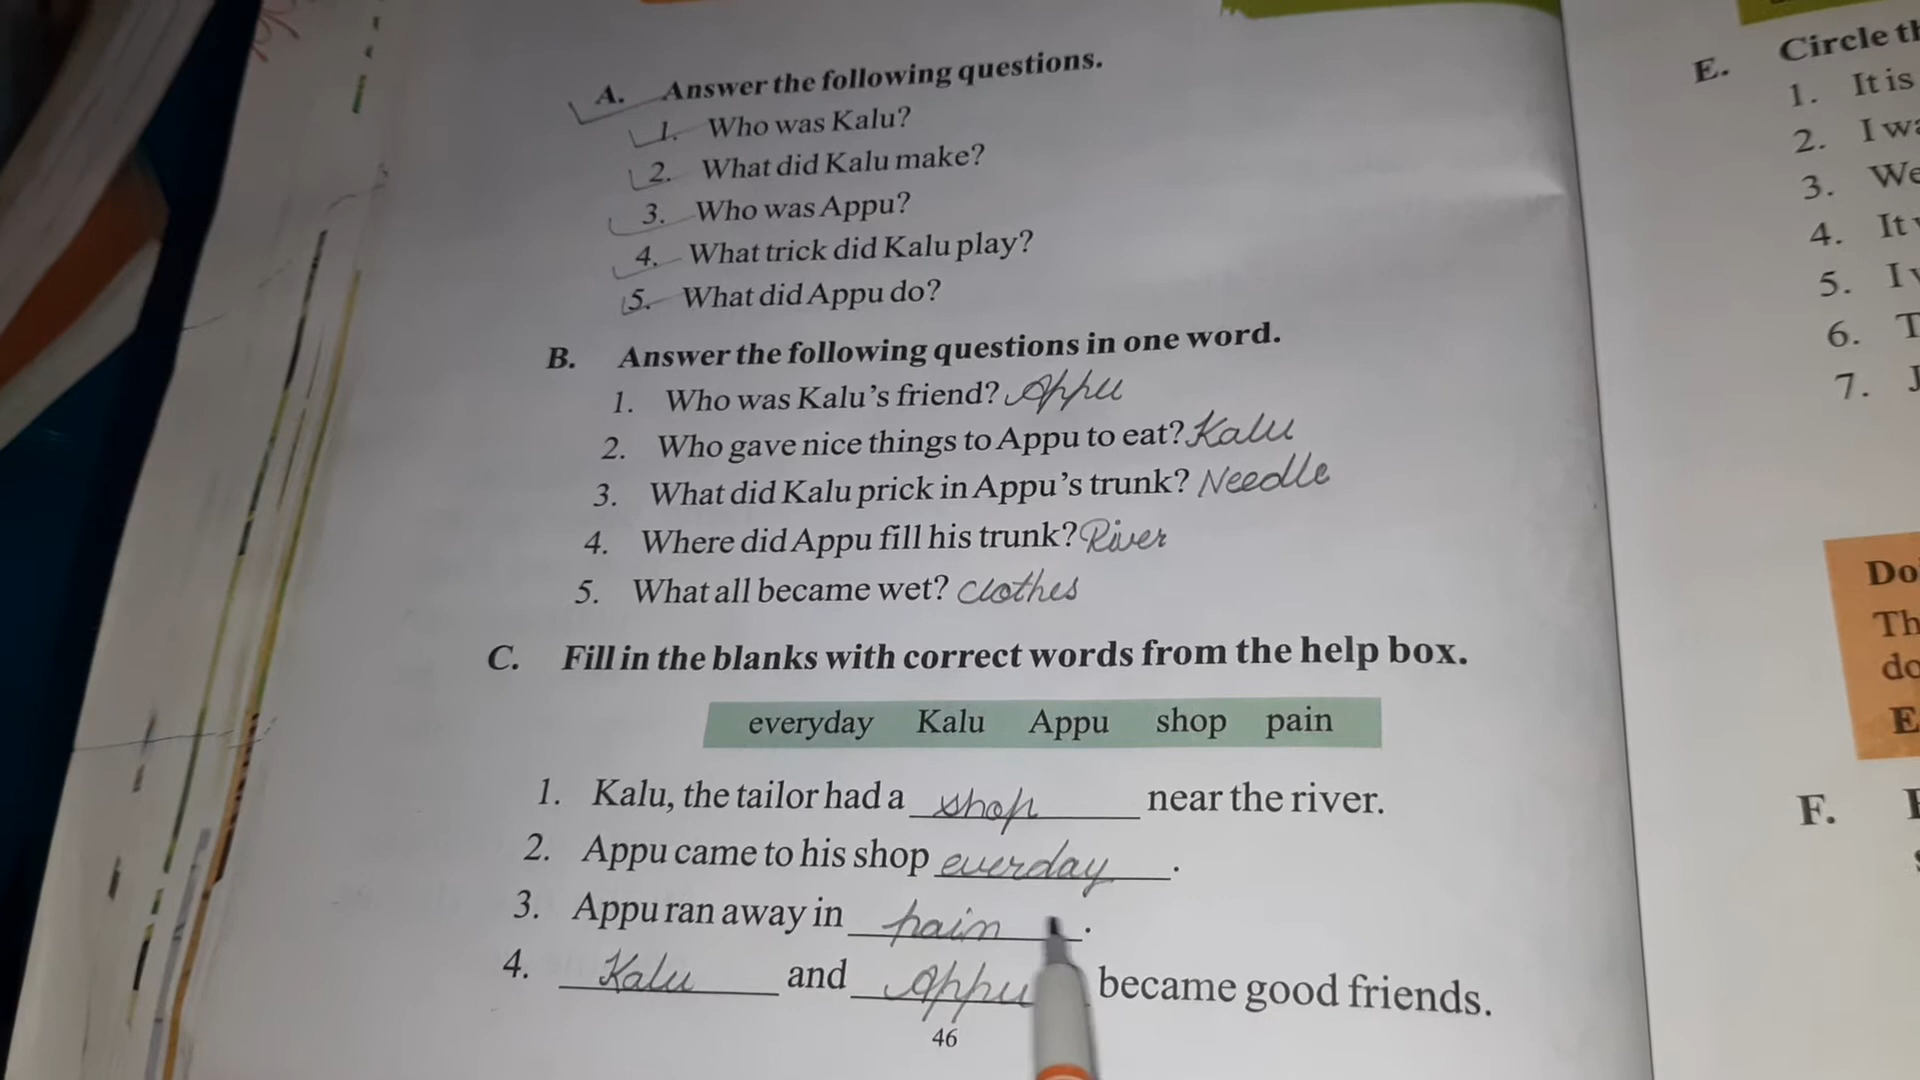 A. Answer the following questions.
1. Who was Kalu?
2. What did Kalu make?
3. Who was Appu?
4. What trick did Kalu play?
5. What did Appu do?
B. Answer the following questions in one word.
1. Who was Kalu's friend? Appu
2. Who gave nice things to Appu to eat? Kalu
3. What did Kalu prick in Appu's trunk? Needle
4. Where did Appu fill his trunk? River
5. What all became wet? Clothes
C. Fill in the blanks with correct words from the help box.
everyday Kalu Appu shop pain
1. Kalu, the tailor had a shop near the river.
2. Appu came to his shop everday.
3. Appu ran away in pain.
4. Kalu and Appu became good friends.
46
E. Circle
1. It is
2. I
3. We
4. It
5. I
6.
7.
Do
do
F.